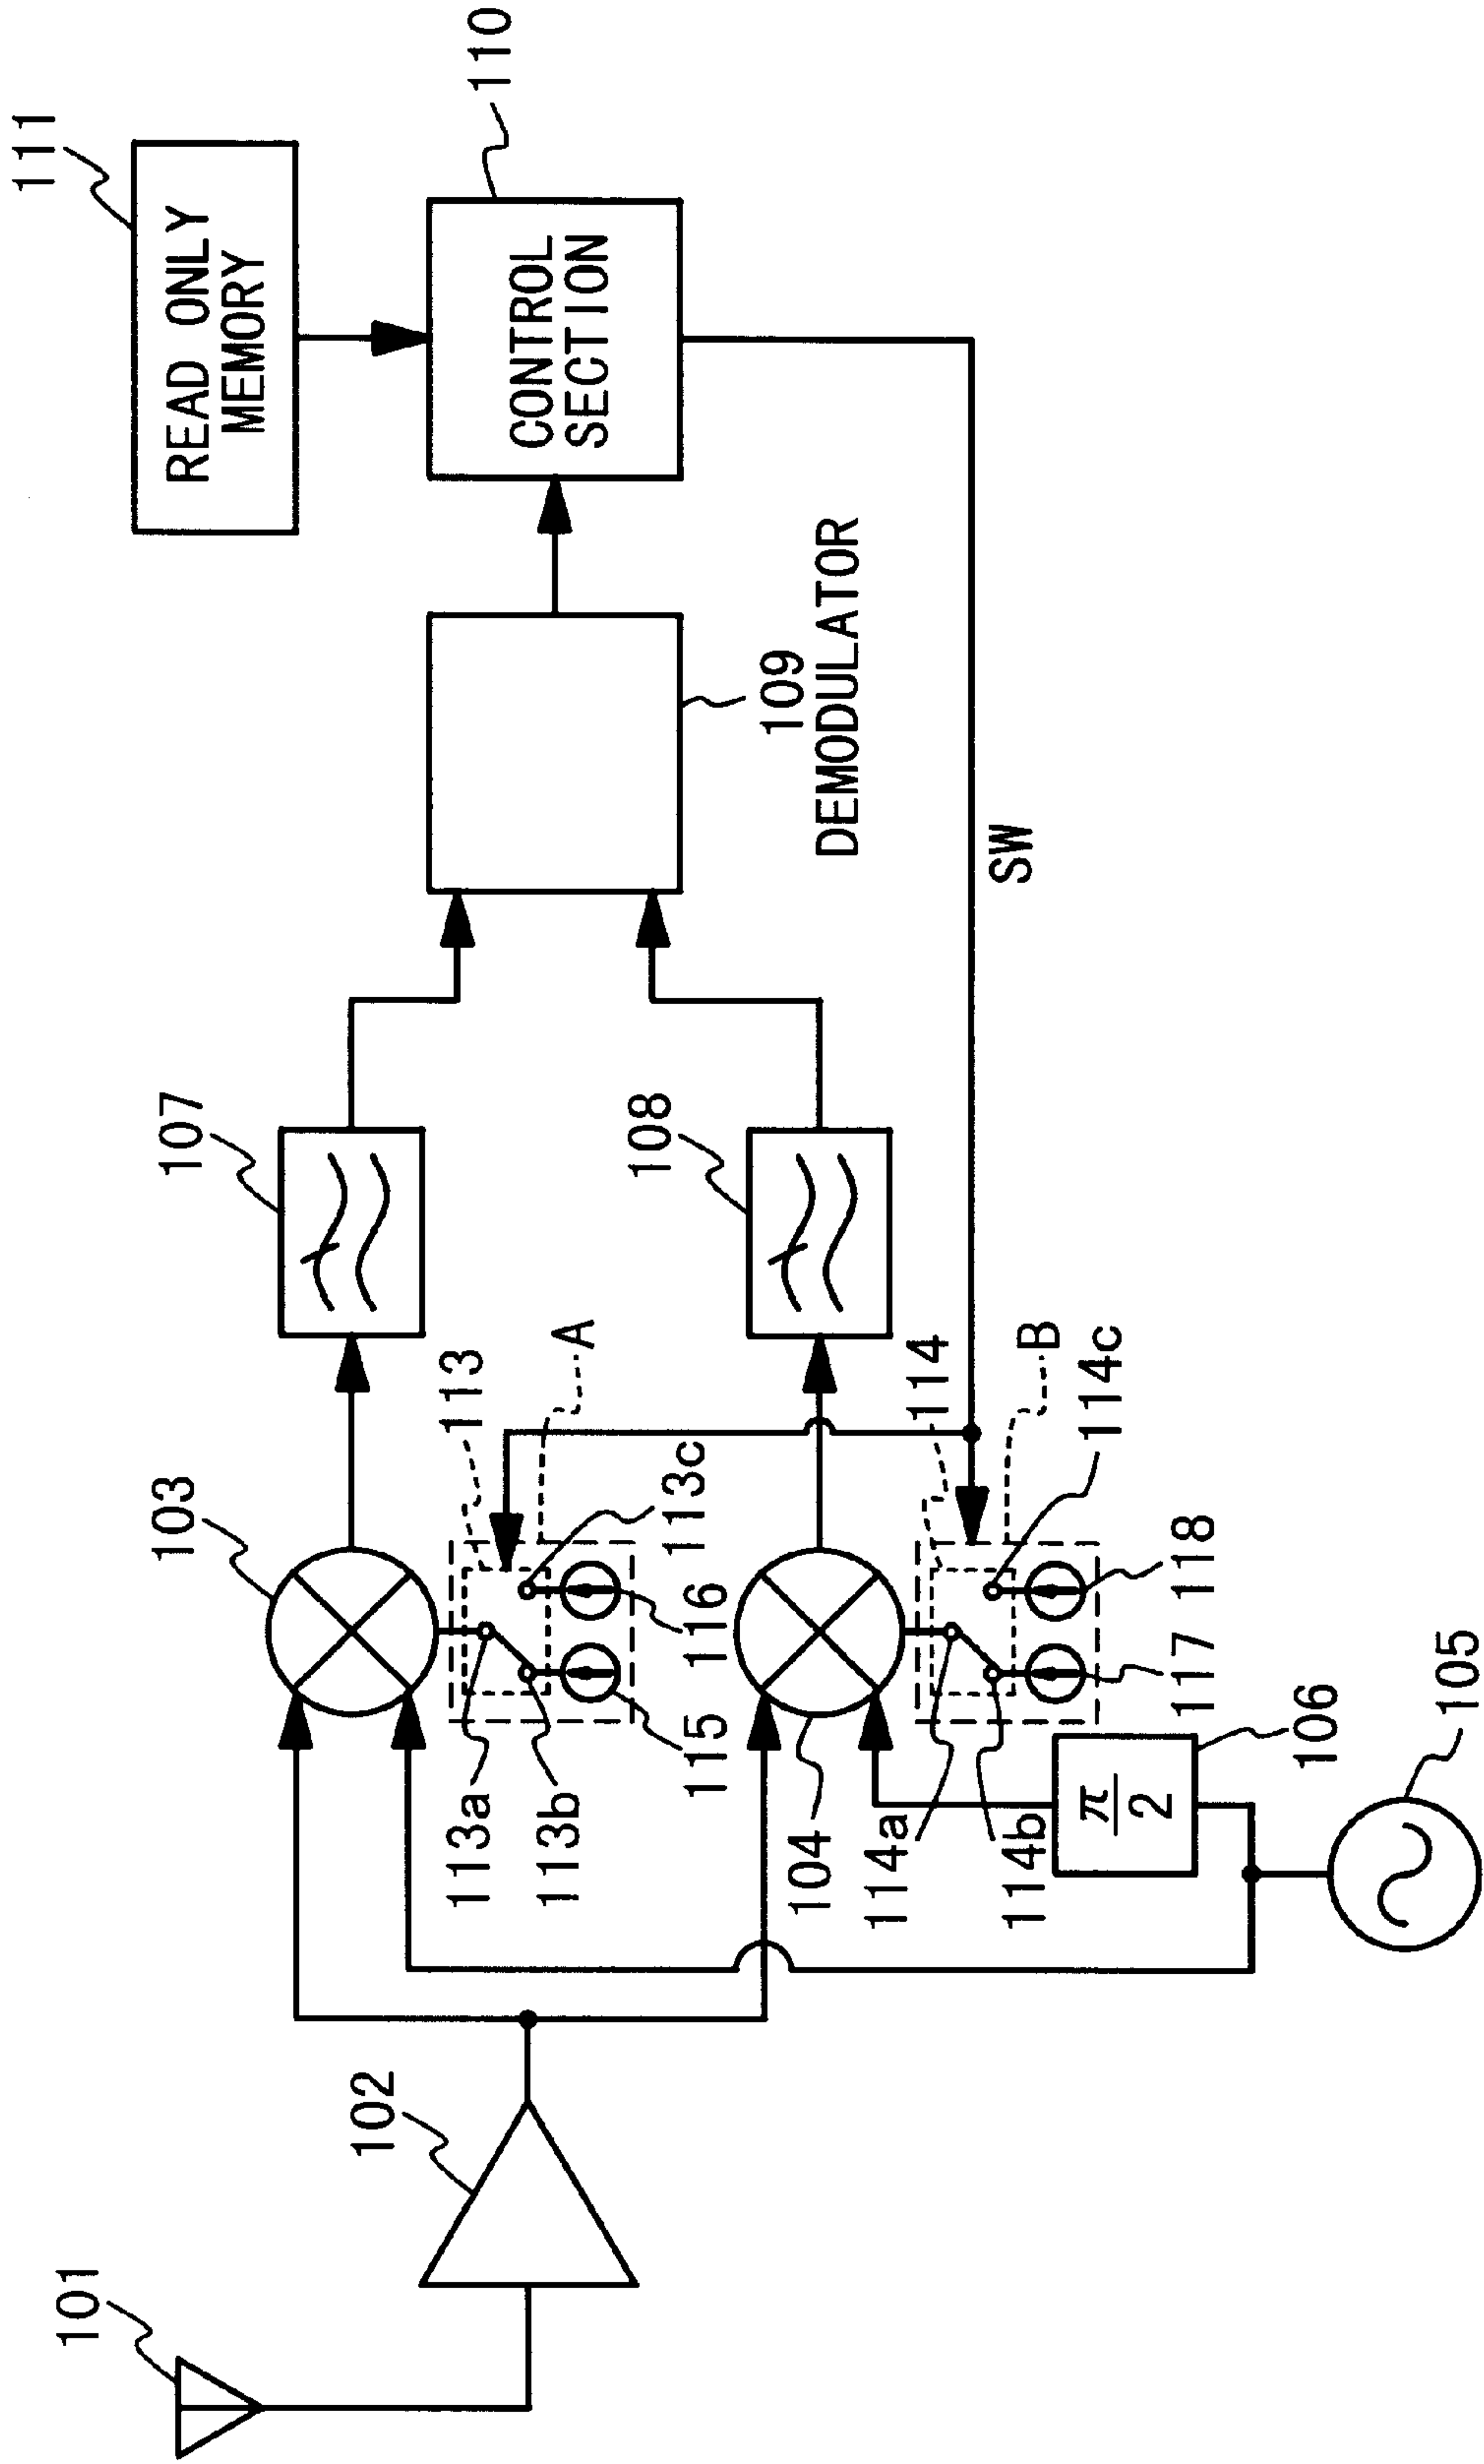 101
102
103
107
111
READ ONLY
MEMORY
110
CONTROL
SECTION
109
DEMODULATOR
113
A
113c
113a
113b
115
116
108
104
114
B
114c
114a
114b
117
118
π
2
106
105
SW